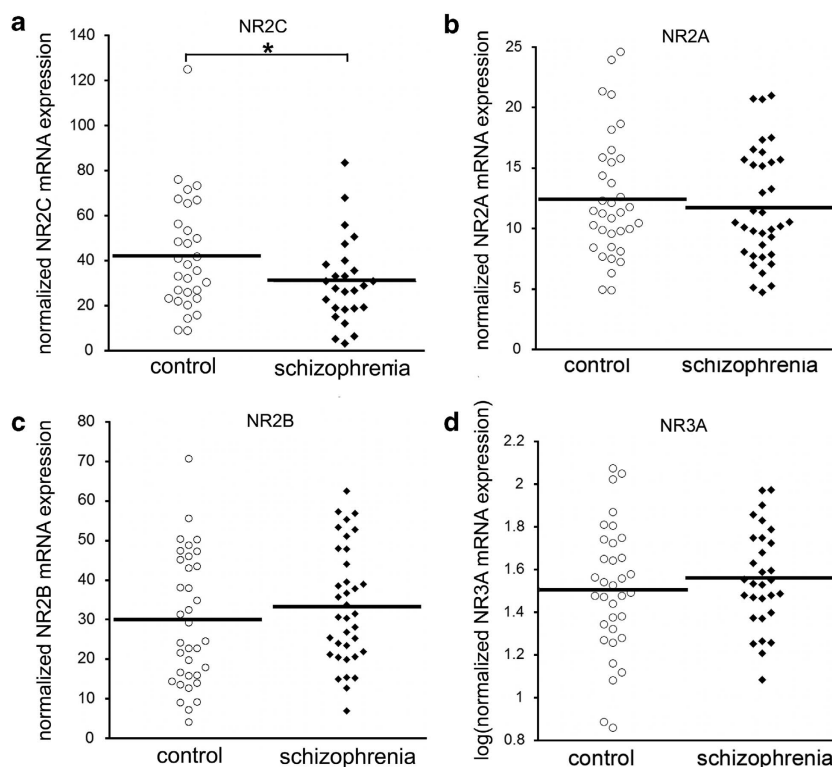 a
NR2C
*
normalized NR2C mRNA expression
140
120
100
80
60
40
20
0
control
schizophrenia
b
NR2A
normalized NR2A mRNA expression
25
20
15
10
5
0
control
schizophrenia
c
NR2B
normalized NR2B mRNA expression
80
70
60
50
40
30
20
10
0
control
schizophrenia
d
NR3A
log(normalized NR3A mRNA expression)
2.2
2
1.8
1.6
1.4
1.2
1
0.8
control
schizophrenia